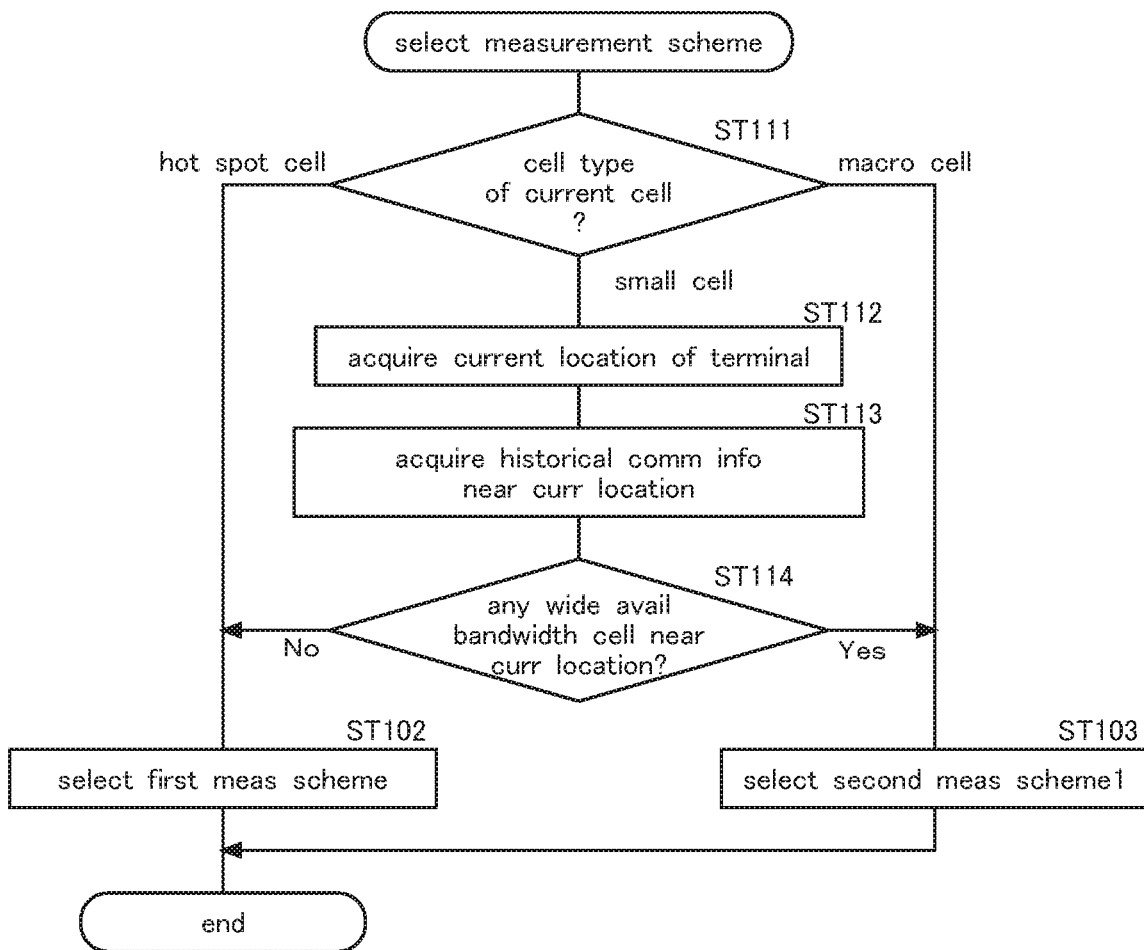 select measurement scheme
ST111
hot spot cell
macro cell
cell type
of current cell
?
small cell
ST112
acquire current location of terminal
ST113
acquire historical comm info
near curr location
ST114
any wide avail
bandwidth cell near
curr location?
No
Yes
ST102
select first meas scheme
ST103
select second meas scheme1
end